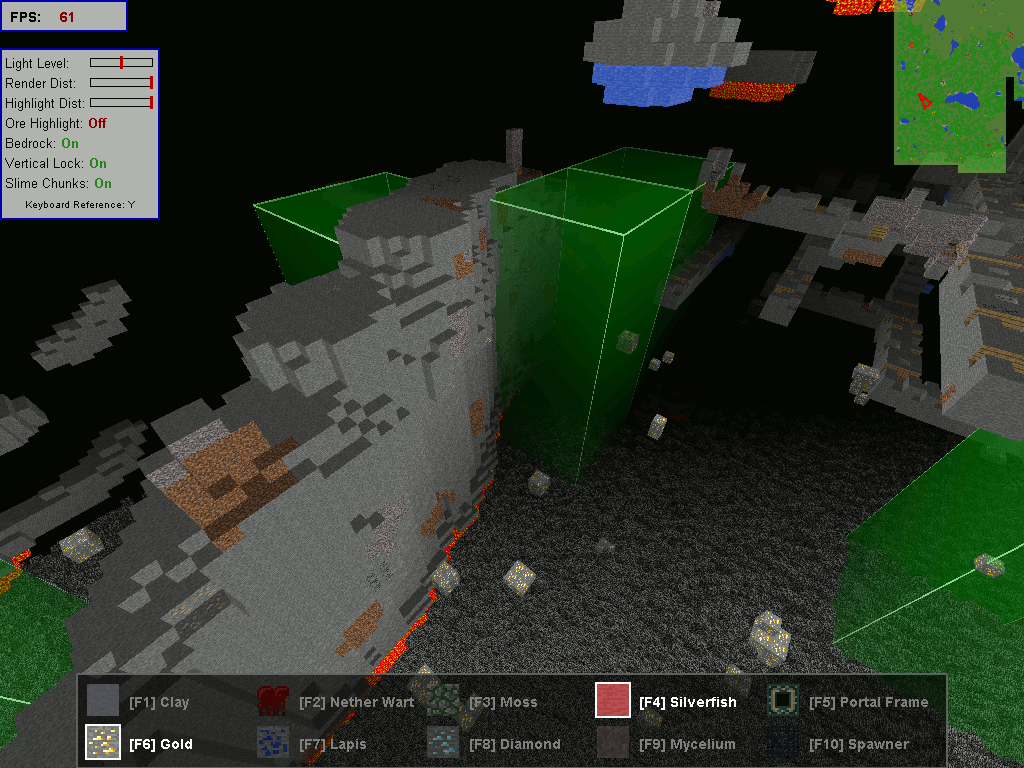 FPS: 61
Light Level:
Render Dist:
Highlight Dist:
Ore Highlight: Off
Bedrock: On
Vertical Lock: On
Slime Chunks: On
Keyboard Reference: Y
[F1] Clay [F2] Nether Wart [F3] Moss [F4] Silverfish [F5] Portal Frame
[F6] Gold [F7] Lapis [F8] Diamond [F9] Mycelium [F10] Spawner